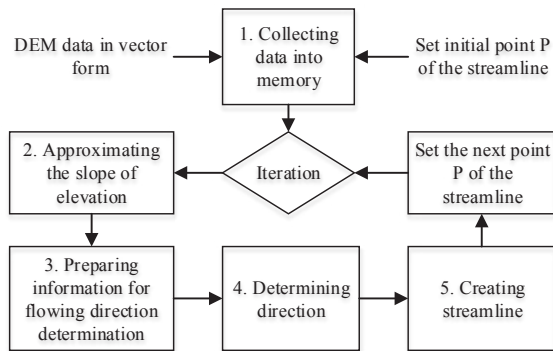 DEM data in vector
form
1. Collecting
data into
memory
Set initial point P
of the streamline
2. Approximating
the slope of
elevation
Iteration
Set the next point
P of the
streamline
3. Preparing
information for
flowing direction
determination
4. Determining
direction
5. Creating
streamline